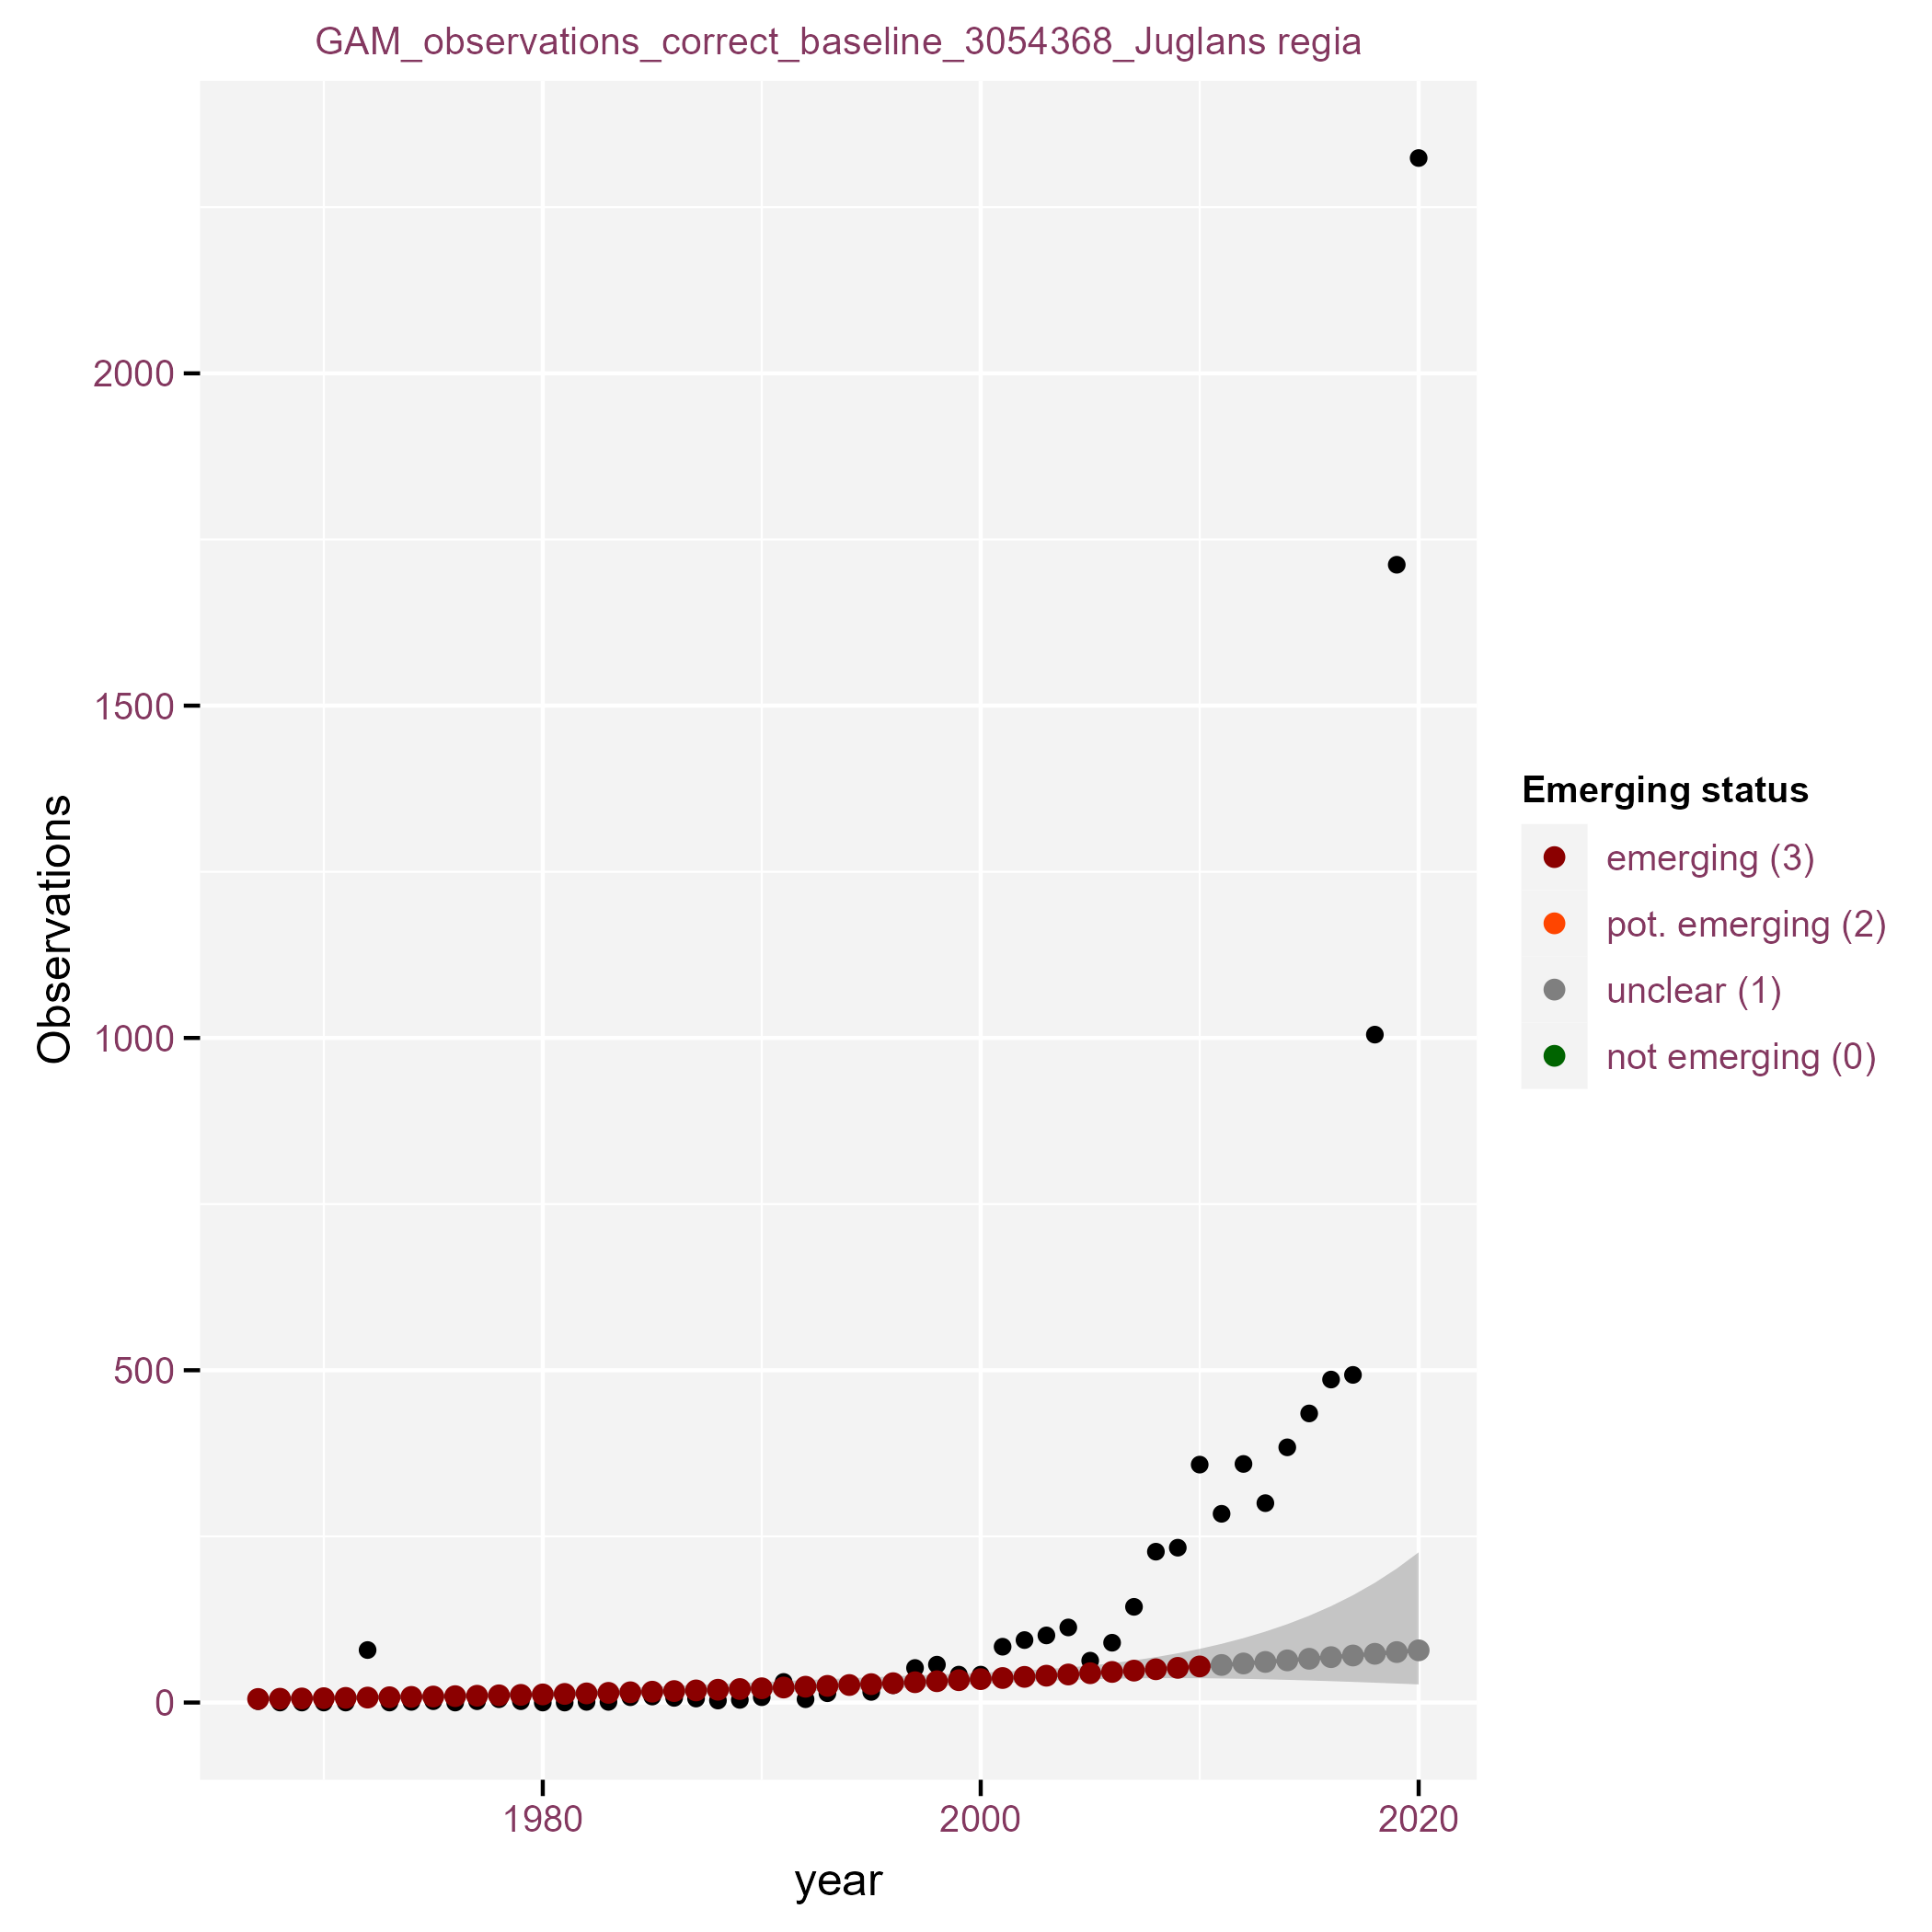 GAM_observations_correct_baseline_3054368_Juglans regia
2000
1500
1000
500
0
Observations
1980
2000
2020
year
Emerging status
emerging (3)
pot. emerging (2)
unclear (1)
not emerging (0)